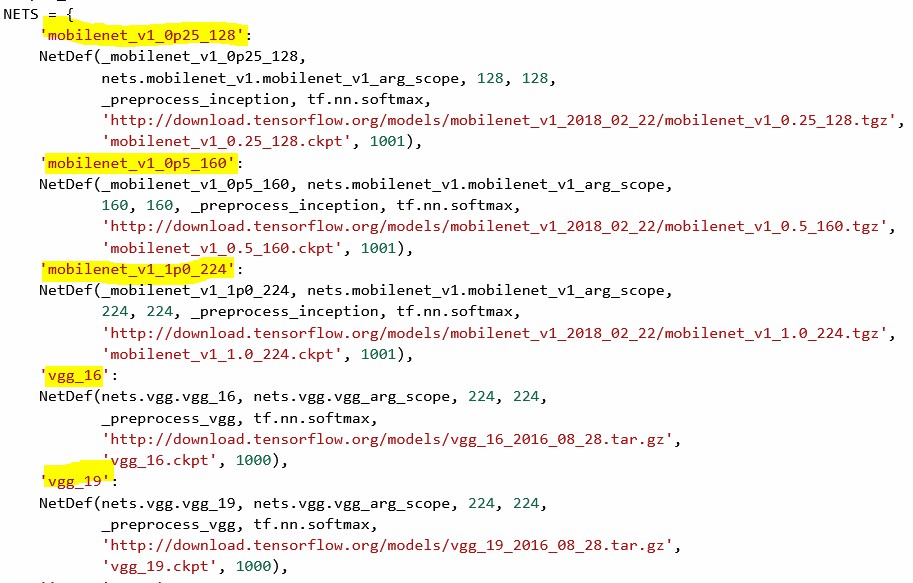 NETS = {
'mobilenet_v1_0p25_128':
NetDef(_mobilenet_v1_0p25_128,
nets.mobilenet_v1.mobilenet_v1_arg_scope, 128, 128,
_preprocess_inception, tf.nn.softmax,
'http://download.tensorflow.org/models/mobilenet_v1_2018_02_22/mobilenet_v1_0.25_128.tgz',
'mobilenet_v1_0.25_128.ckpt', 1001),
'mobilenet_v1_0p5_160':
NetDef(_mobilenet_v1_0p5_160, nets.mobilenet_v1.mobilenet_v1_arg_scope,
160, 160, _preprocess_inception, tf.nn.softmax,
'http://download.tensorflow.org/models/mobilenet_v1_2018_02_22/mobilenet_v1_0.5_160.tgz',
'mobilenet_v1_0.5_160.ckpt', 1001),
'mobilenet_v1_1p0_224':
NetDef(_mobilenet_v1_1p0_224, nets.mobilenet_v1.mobilenet_v1_arg_scope,
224, 224, _preprocess_inception, tf.nn.softmax,
'http://download.tensorflow.org/models/mobilenet_v1_2018_02_22/mobilenet_v1_1.0_224.tgz',
'mobilenet_v1_1.0_224.ckpt', 1001),
'vgg_16':
NetDef(nets.vgg.vgg_16, nets.vgg.vgg_arg_scope, 224, 224,
_preprocess_vgg, tf.nn.softmax,
'http://download.tensorflow.org/models/vgg_16_2016_08_28.tar.gz',
'vgg_16.ckpt', 1000),
'vgg_19':
NetDef(nets.vgg.vgg_19, nets.vgg.vgg_arg_scope, 224, 224,
_preprocess_vgg, tf.nn.softmax,
'http://download.tensorflow.org/models/vgg_19_2016_08_28.tar.gz',
'vgg_19.ckpt', 1000),